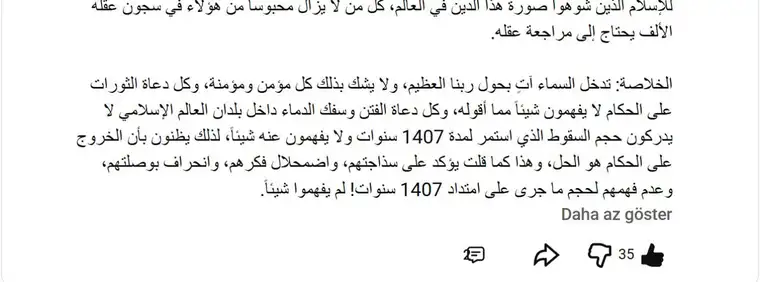 للإسلام الذين شوهوا صورة هذا الدين في العالم، كل من لا يزال محبوسا من هؤلاء في سجون عقله
الألف يحتاج إلى مراجعة عقله.
الخلاصة: تدخل السماء آتٍ بحول ربنا العظيم، ولا يشك بذلك كل مؤمن ومؤمنة، وكل دعاة الثورات
على الحكام لا يفهمون شيئاً مما أقوله، وكل دعاة الفتن وسفك الدماء داخل بلدان العالم الإسلامي لا
يدركون حجم السقوط الذي استمر لمدة 1407 سنوات ولا يفهمون عنه شيئاً، لذلك يظنون بأن الخروج
على الحكام هو الحل، وهذا كما قلت يؤكد على سذاجتهم، واضمحلال فكرهم، وانحراف بوصلتهم،
وعدم فهمهم لحجم ما جرى على امتداد 1407 سنوات! لم يفهموا شيئاً.
Daha az göster
35
2